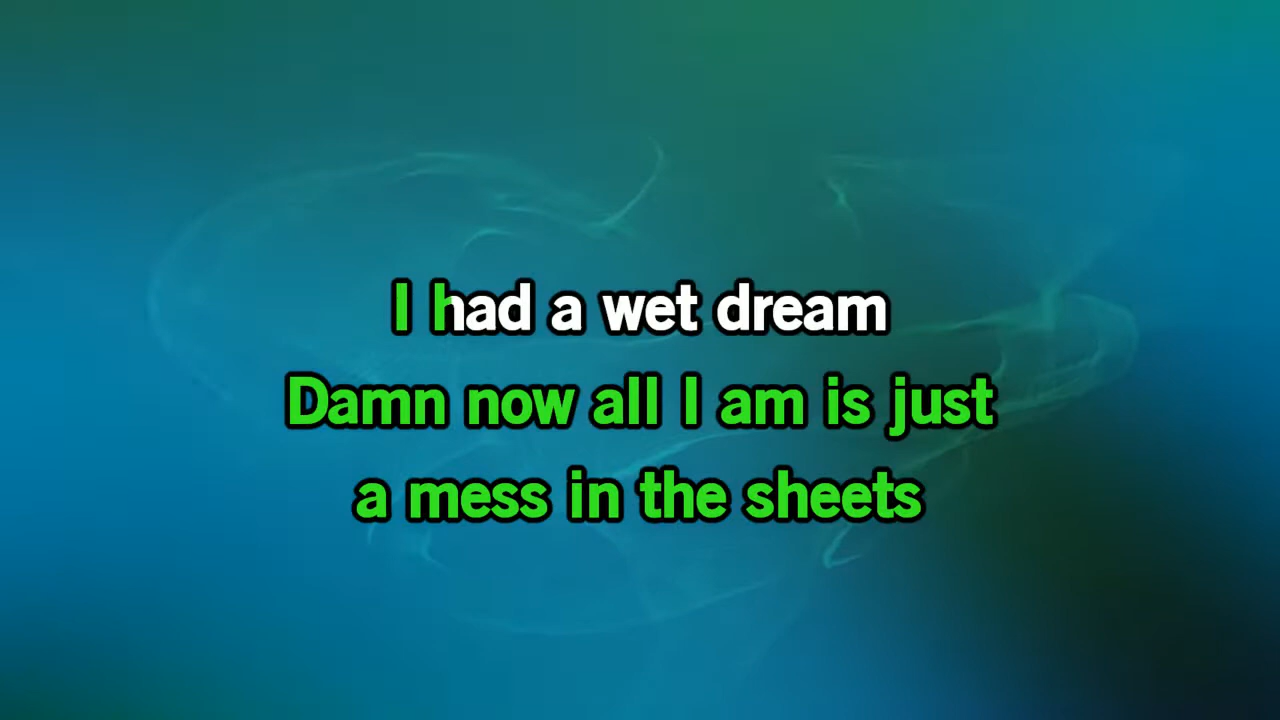 I had a wet dream
Damn now all I am is just
a mess in the sheets